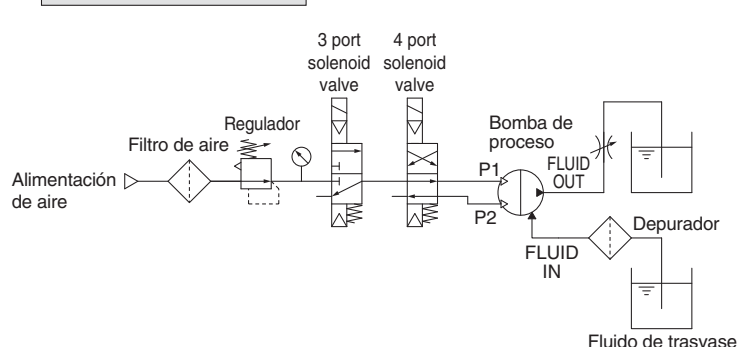 3 port
solenoid
valve
4 port
solenoid
valve
Regulador
Filtro de aire
Alimentación
de aire
Bomba de
proceso
P1
P2
FLUID
OUT
FLUID
IN
Depurador
Fluido de trasvase